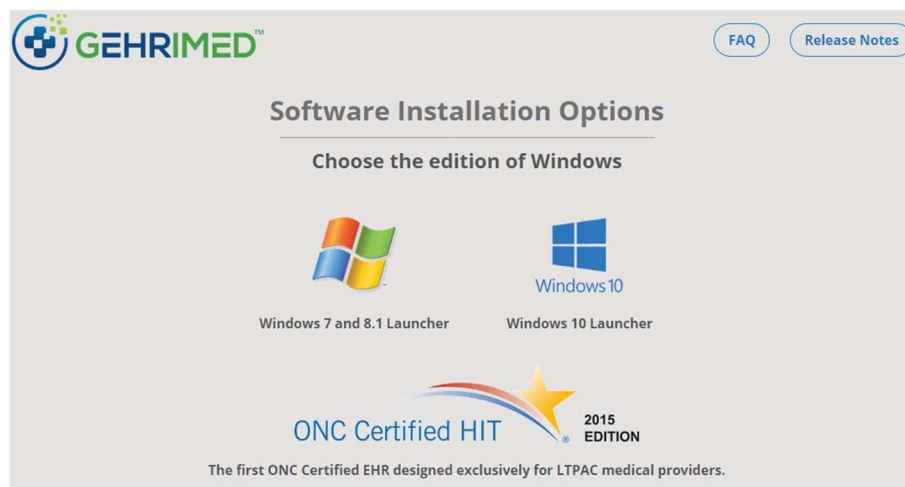 GEHRIMED™
FAQ
Release Notes
Software Installation Options
Choose the edition of Windows
Windows 10
Windows 7 and 8.1 Launcher
Windows 10 Launcher
ONC Certified HIT ®
2015
EDITION
The first ONC Certified EHR designed exclusively for LTPAC medical providers.